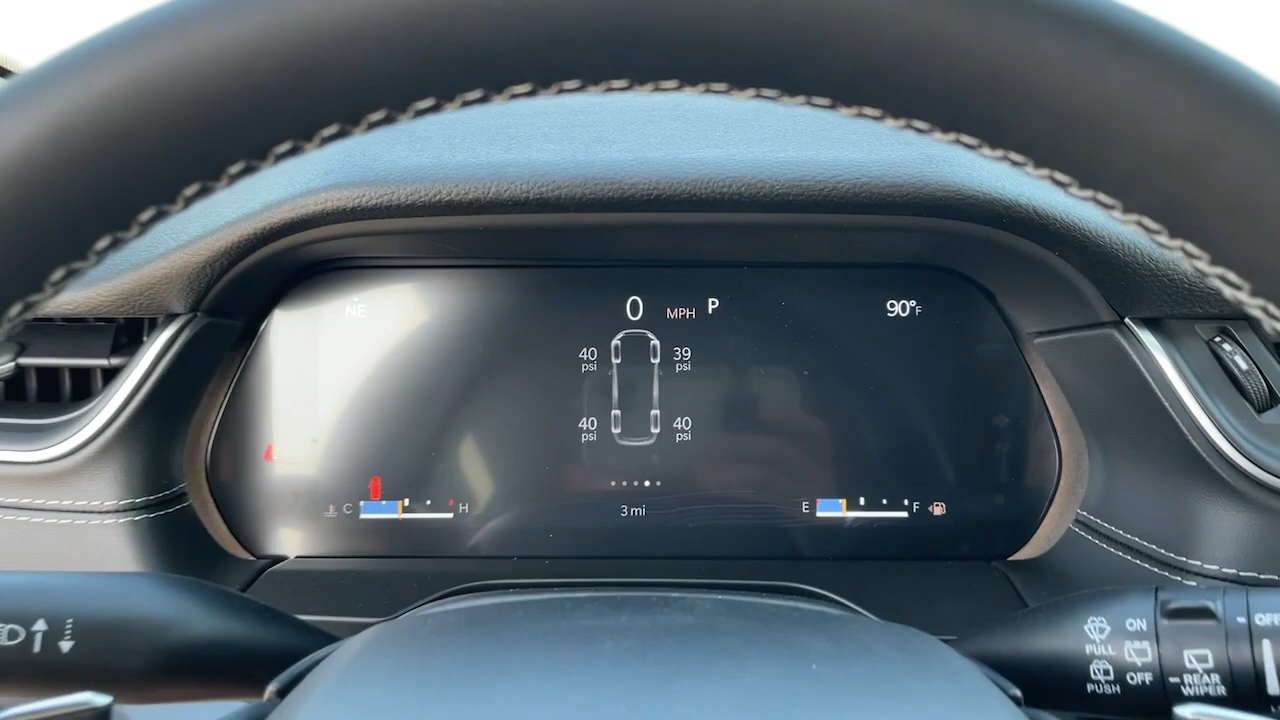 NE
0 MPH P
90°F
40 psi
39 psi
40 psi
40 psi
C H
3 mi
E F
PULL
PUSH
ON
OFF
REAR
WIPER
OFF